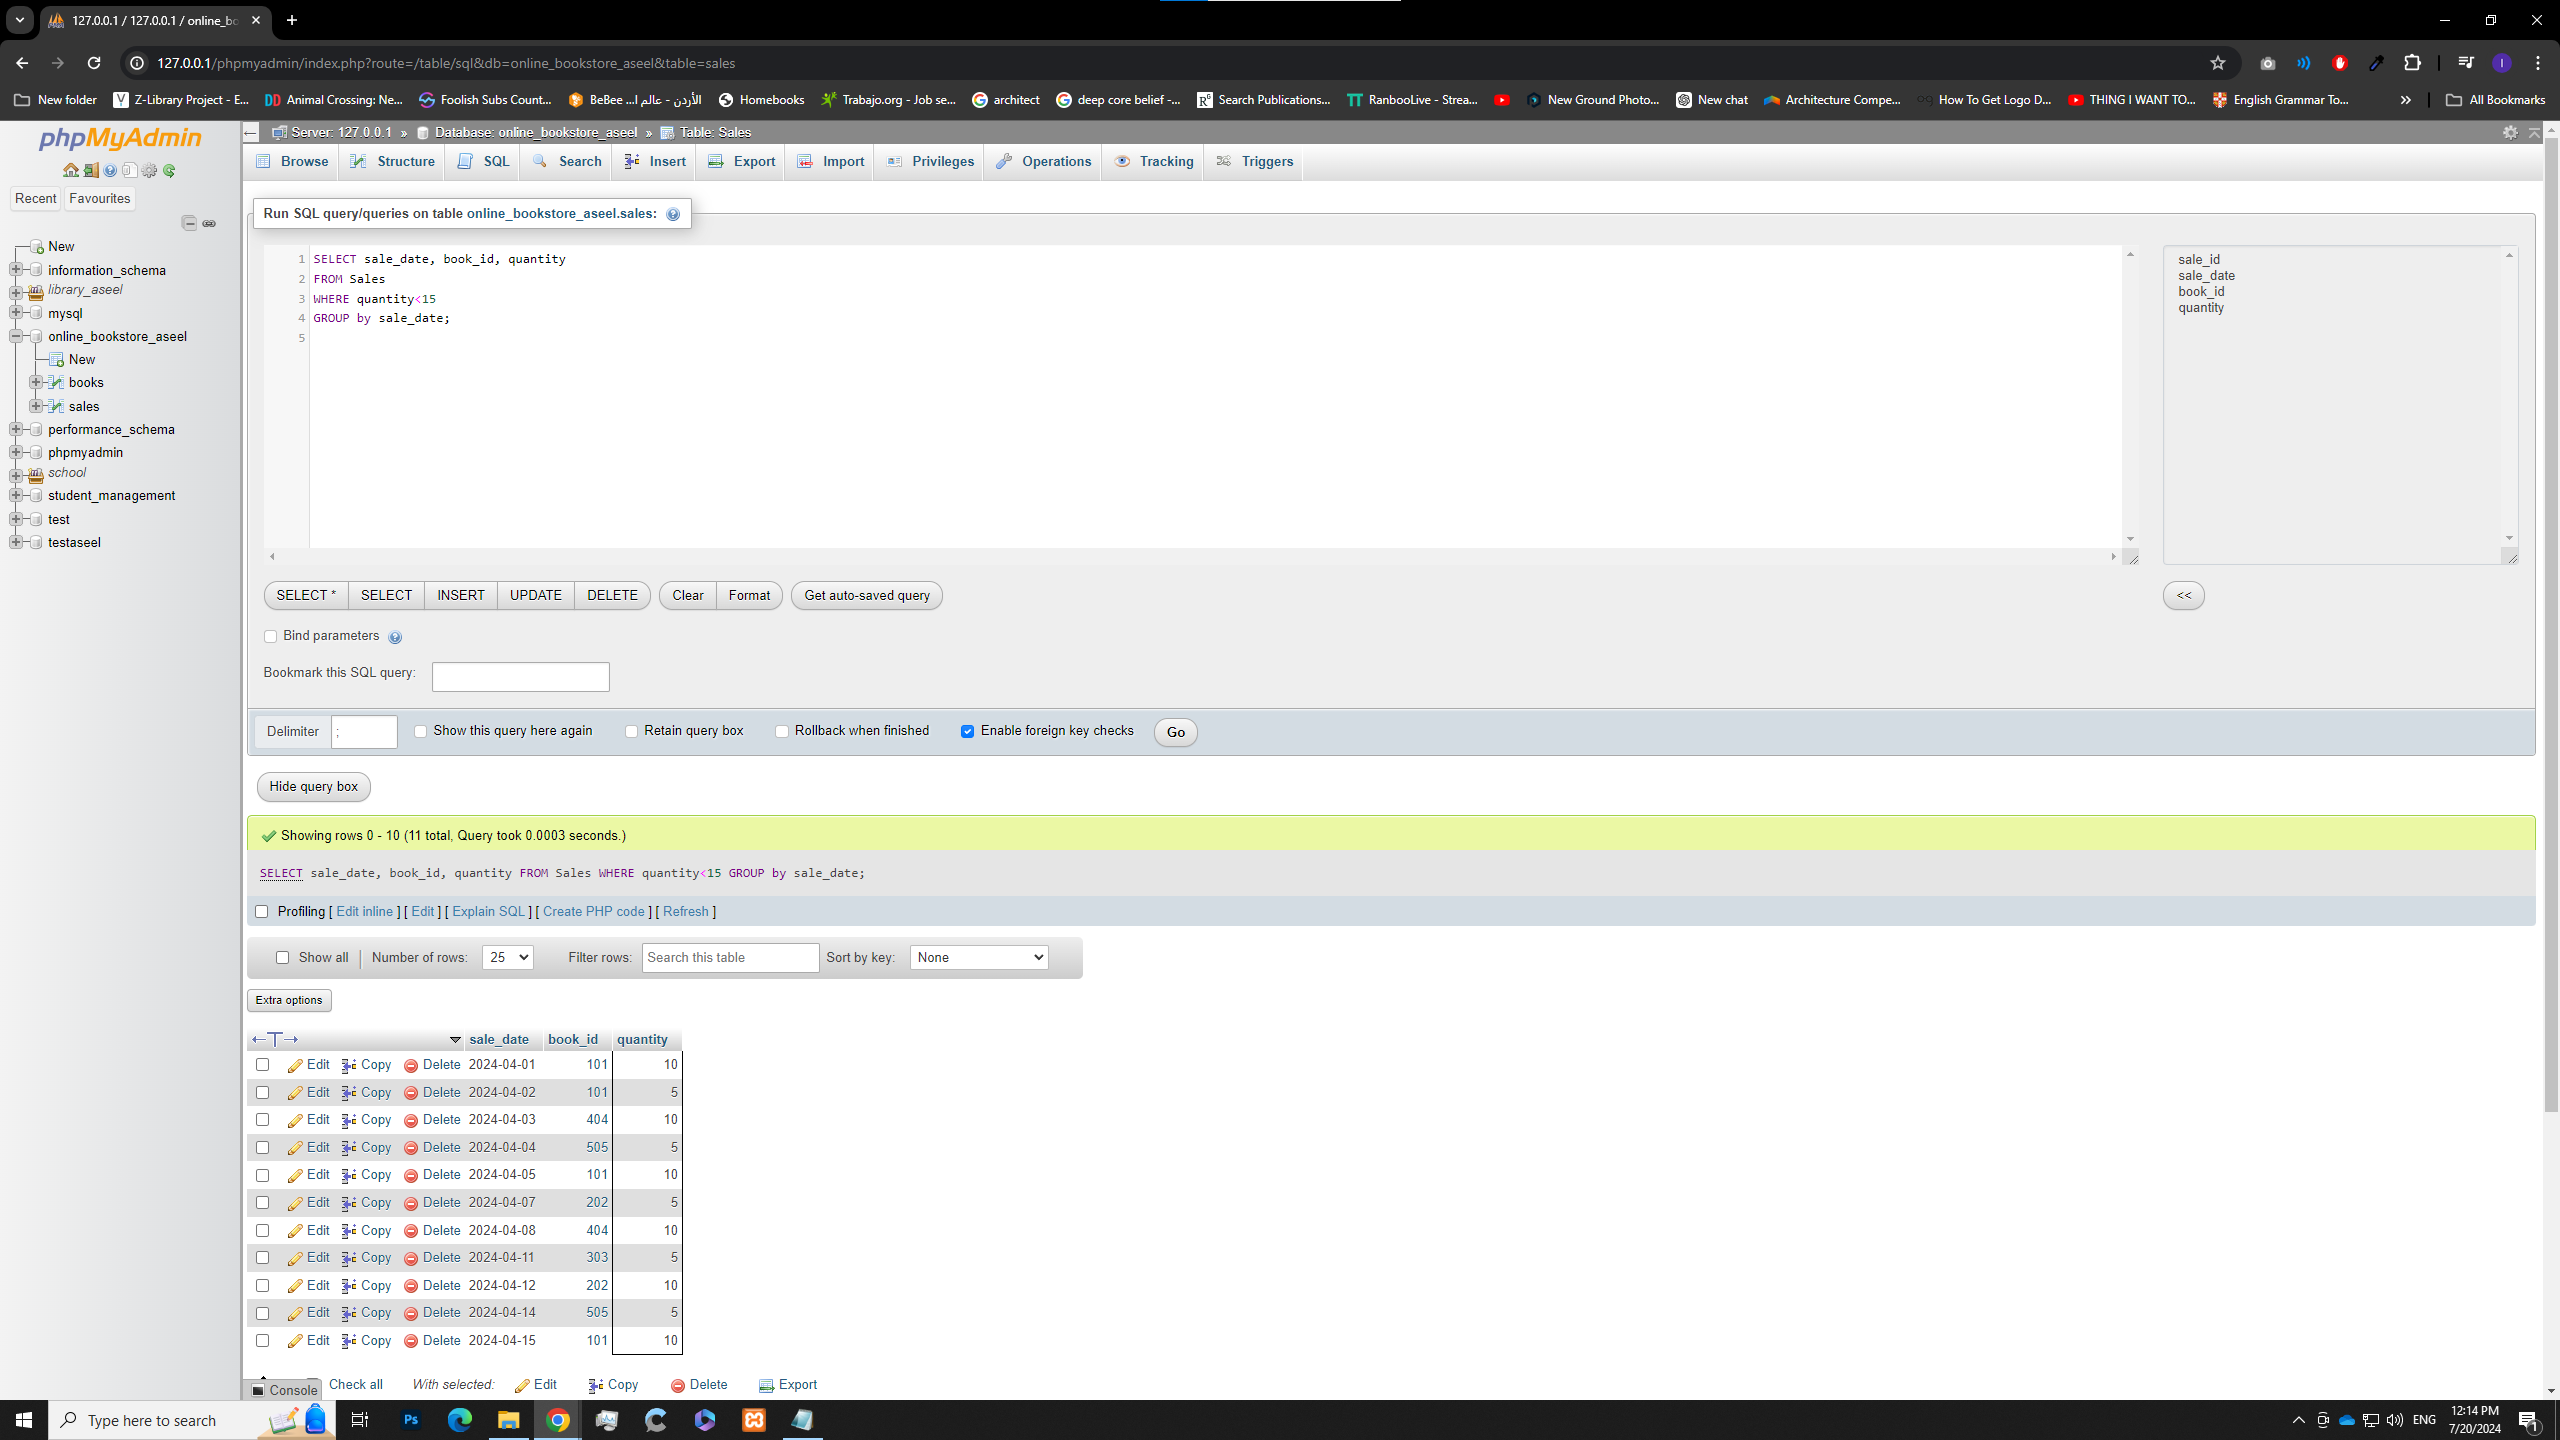 127.0.0.1 / 127.0.0.1 / online_bo
127.0.0.1/phpmyadmin/index.php?route=/table/sql&db=online_bookstore_aseel&table=sales
New folder Z-Library Project - E... Animal Crossing: Ne... Foolish Subs Count... BeBee الأردن - عالم ا... Homebooks Trabajo.org - Job se... architect deep core belief -... Search Publications... RanbooLive - Strea... New Ground Photo... New chat Architecture Compe... How To Get Logo D... THING I WANT TO... English Grammar To... » All Bookmarks
phpMyAdmin
Recent Favourites
New
information_schema
library_aseel
mysql
online_bookstore_aseel
New
books
sales
performance_schema
phpmyadmin
school
student_management
test
testaseel
Server: 127.0.0.1 » Database: online_bookstore_aseel » Table: Sales
Browse Structure SQL Search Insert Export Import Privileges Operations Tracking Triggers
Run SQL query/queries on table online_bookstore_aseel.sales:
1 SELECT sale_date, book_id, quantity
2 FROM Sales
3 WHERE quantity<15
4 GROUP by sale_date;
5
sale_id
sale_date
book_id
quantity
SELECT * SELECT INSERT UPDATE DELETE Clear Format Get auto-saved query <<
Bind parameters
Bookmark this SQL query:
Delimiter ; Show this query here again Retain query box Rollback when finished Enable foreign key checks Go
Hide query box
Showing rows 0 - 10 (11 total, Query took 0.0003 seconds.)
SELECT sale_date, book_id, quantity FROM Sales WHERE quantity<15 GROUP by sale_date;
Profiling [ Edit inline ] [ Edit ] [ Explain SQL ] [ Create PHP code ] [ Refresh ]
Show all Number of rows: 25 Filter rows: Search this table Sort by key: None
Extra options
sale_date book_id quantity
Edit Copy Delete 2024-04-01 101 10
Edit Copy Delete 2024-04-02 101 5
Edit Copy Delete 2024-04-03 404 10
Edit Copy Delete 2024-04-04 505 5
Edit Copy Delete 2024-04-05 101 10
Edit Copy Delete 2024-04-07 202 5
Edit Copy Delete 2024-04-08 404 10
Edit Copy Delete 2024-04-11 303 5
Edit Copy Delete 2024-04-12 202 10
Edit Copy Delete 2024-04-14 505 5
Edit Copy Delete 2024-04-15 101 10
Console Check all With selected: Edit Copy Delete Export
Type here to search
Ps
ENG
12:14 PM
7/20/2024
1